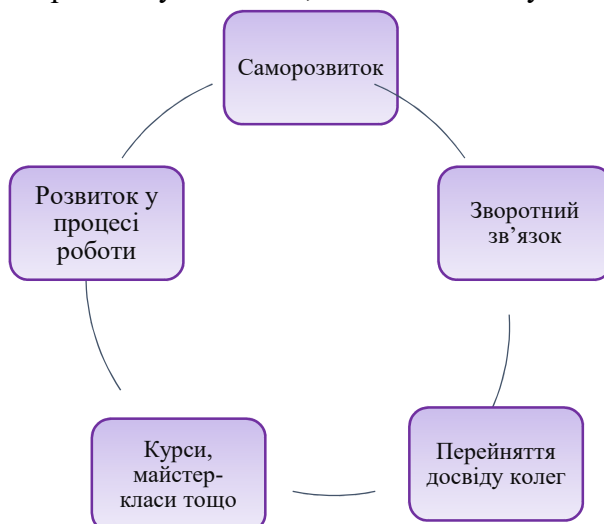 Саморозвиток
Зворотний
зв’язок
Перейняття
досвіду колег
Курси,
майстер-
класи тощо
Розвиток у
процесі
роботи